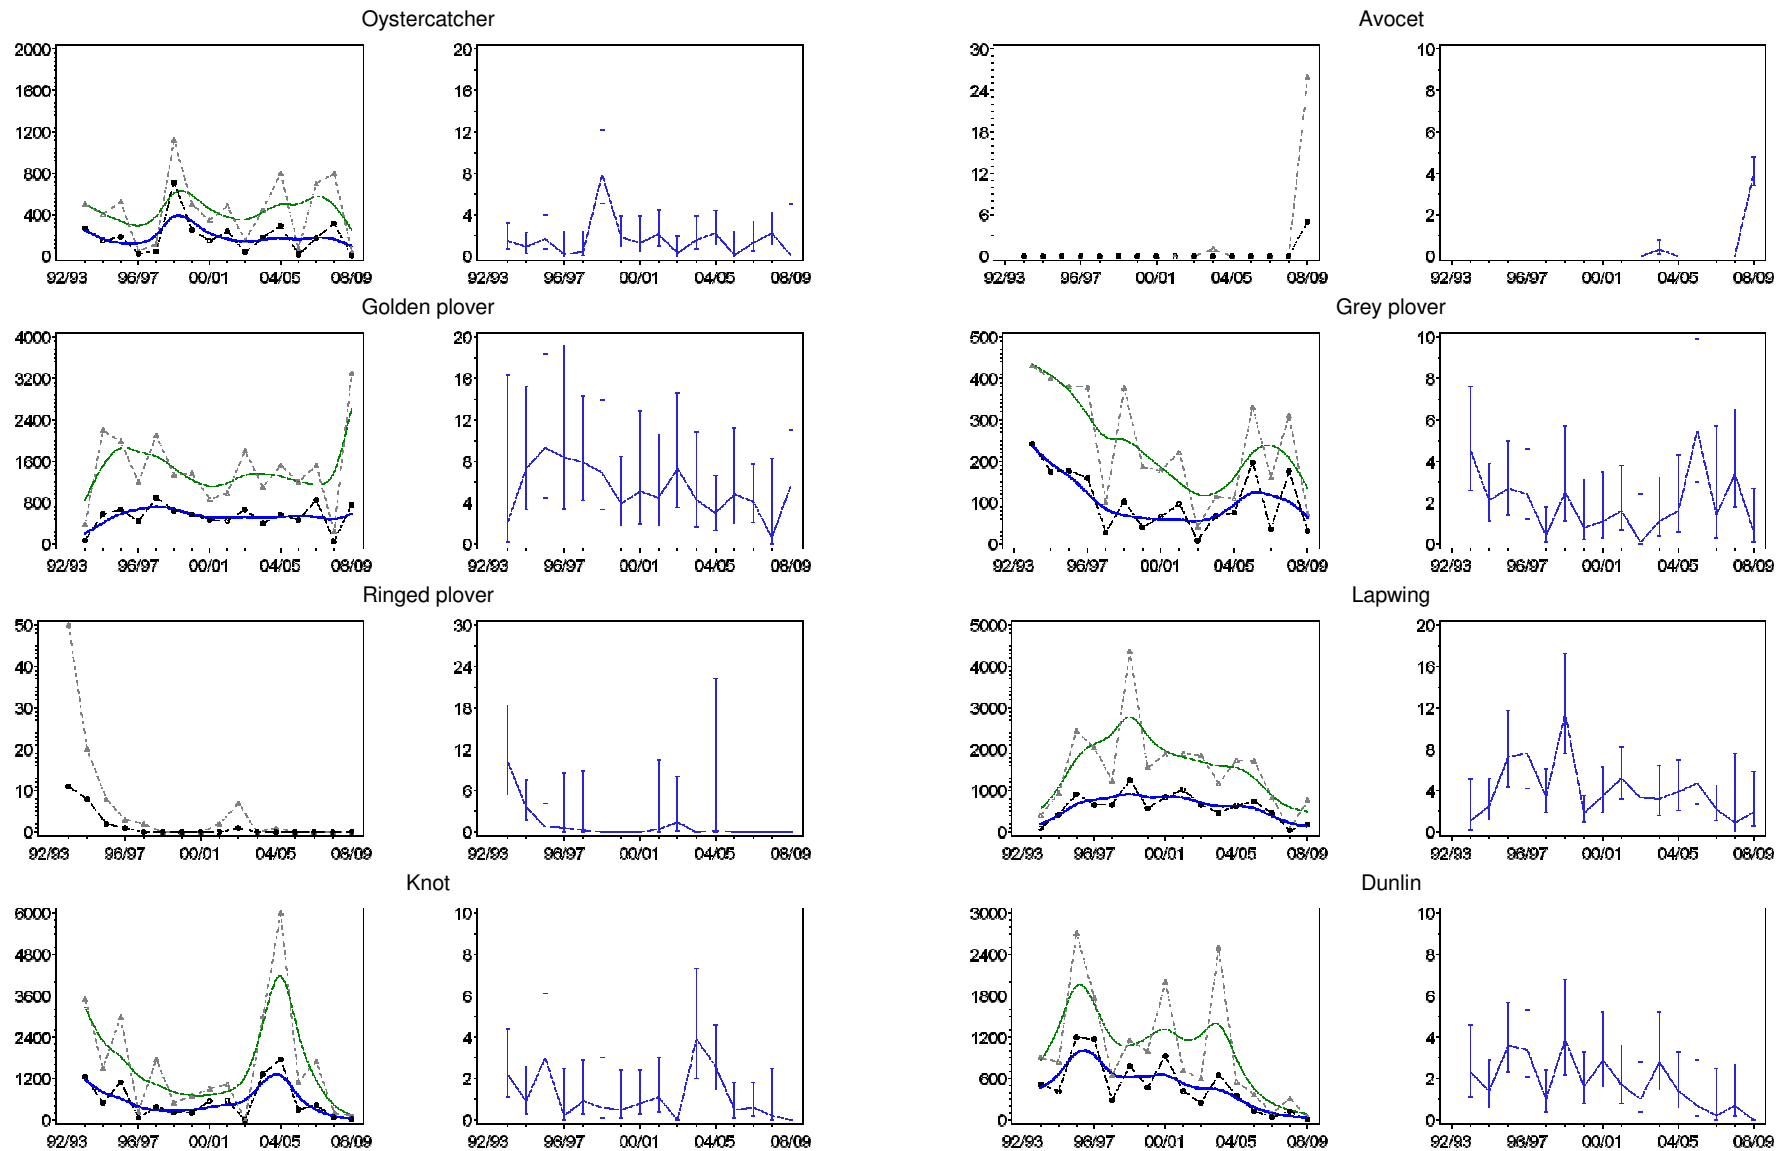 Oystercatcher Avocet
2000 20 30 10
1600 16 24 8
1200 12 18 6
800 8 12 4
400 4 6 2
0 0 0 0
92/93 96/97 00/01 04/05 08/09 92/93 96/97 00/01 04/05 08/09 92/93 96/97 00/01 04/05 08/09 92/93 96/97 00/01 04/05 08/09
Golden plover Grey plover
4000 20 500 10
3200 16 400 8
2400 12 300 6
1600 8 200 4
800 4 100 2
0 0 0 0
92/93 96/97 00/01 04/05 08/09 92/93 96/97 00/01 04/05 08/09 92/93 96/97 00/01 04/05 08/09 92/93 96/97 00/01 04/05 08/09
Ringed plover Lapwing
50 30 5000 20
40 24 4000 16
30 18 3000 12
20 12 2000 8
10 6 1000 4
0 0 0 0
92/93 96/97 00/01 04/05 08/09 92/93 96/97 00/01 04/05 08/09 92/93 96/97 00/01 04/05 08/09 92/93 96/97 00/01 04/05 08/09
Knot Dunlin
6000 10 3000 10
4800 8 2400 8
3600 6 1800 6
2400 4 1200 4
1200 2 600 2
0 0 0 0
92/93 96/97 00/01 04/05 08/09 92/93 96/97 00/01 04/05 08/09 92/93 96/97 00/01 04/05 08/09 92/93 96/97 00/01 04/05 08/09